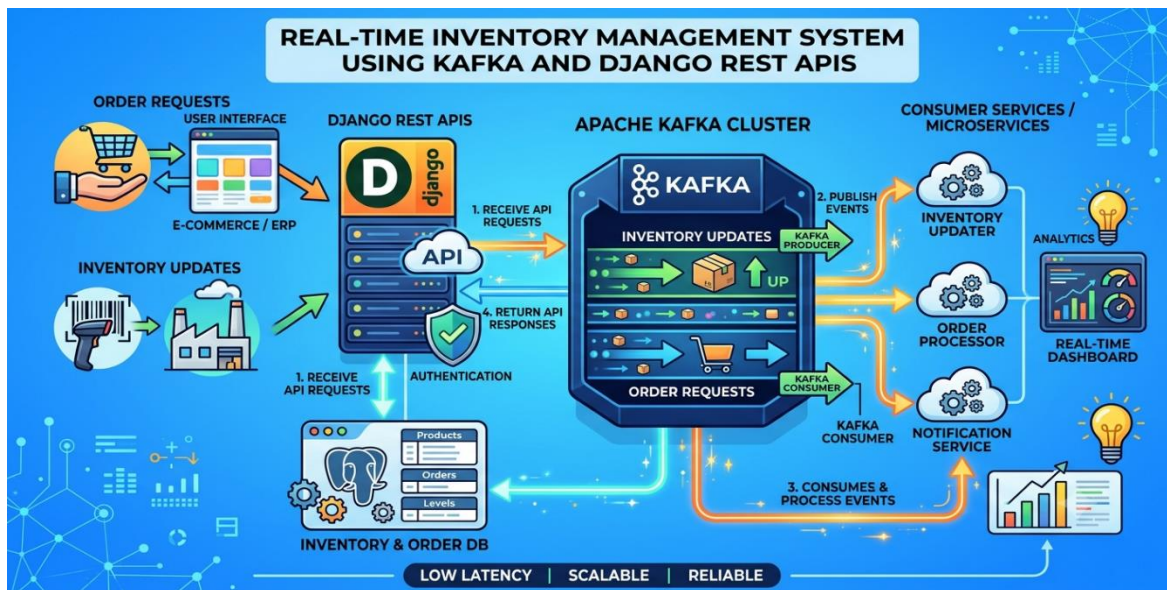 REAL-TIME INVENTORY MANAGEMENT SYSTEM
USING KAFKA AND DJANGO REST APIS
ORDER REQUESTS
USER INTERFACE
E-COMMERCE / ERP
INVENTORY UPDATES
DJANGO REST APIS
D
django
API
AUTHENTICATION
1. RECEIVE API
REQUESTS
4. RETURN API
RESPONSES
1. RECEIVE
API REQUESTS
Products
Orders
Levels
INVENTORY & ORDER DB
APACHE KAFKA CLUSTER
KAFKA
INVENTORY UPDATES
UP
ORDER REQUESTS
2. PUBLISH
EVENTS
KAFKA
PRODUCER
KAFKA
CONSUMER
KAFKA
CONSUMER
3. CONSUMES &
PROCESS EVENTS
CONSUMER SERVICES /
MICROSERVICES
INVENTORY
UPDATER
ORDER
PROCESSOR
NOTIFICATION
SERVICE
ANALYTICS
REAL-TIME
DASHBOARD
LOW LATENCY | SCALABLE | RELIABLE